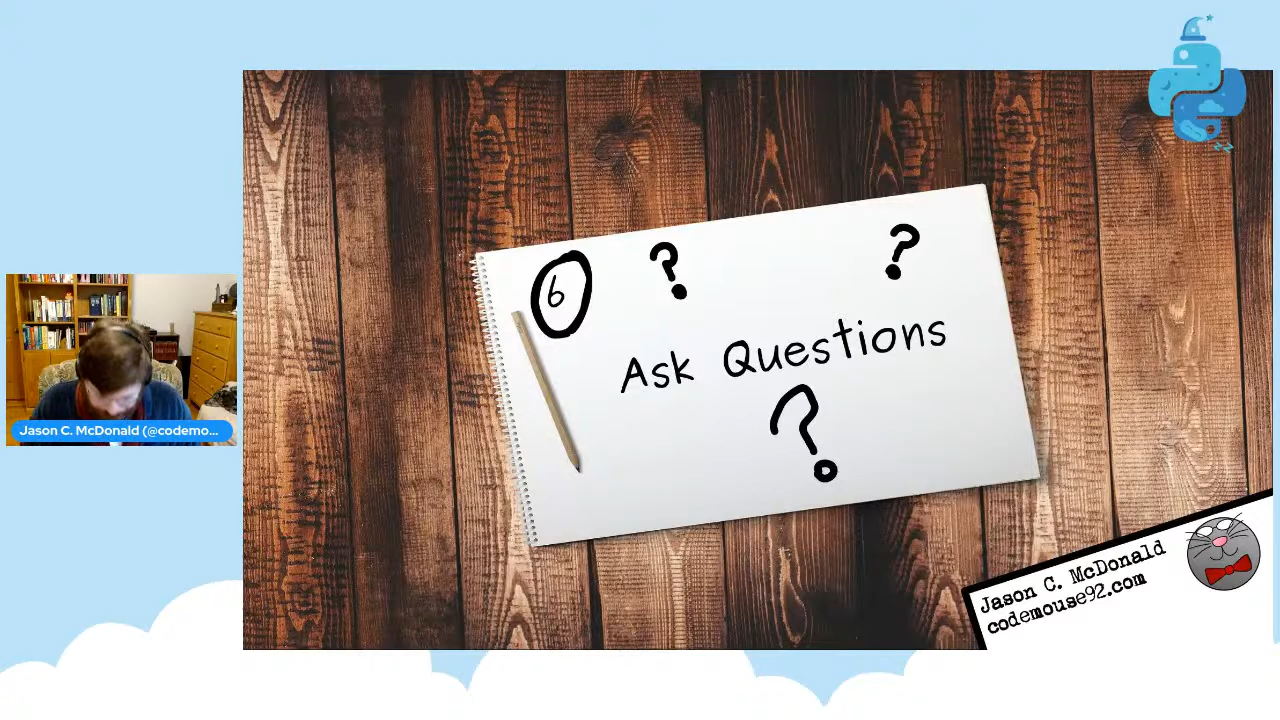 6 ? ?
Ask Questions
?
Jason C. McDonald
codemouse92.com
Jason C. McDonald (@codemo...